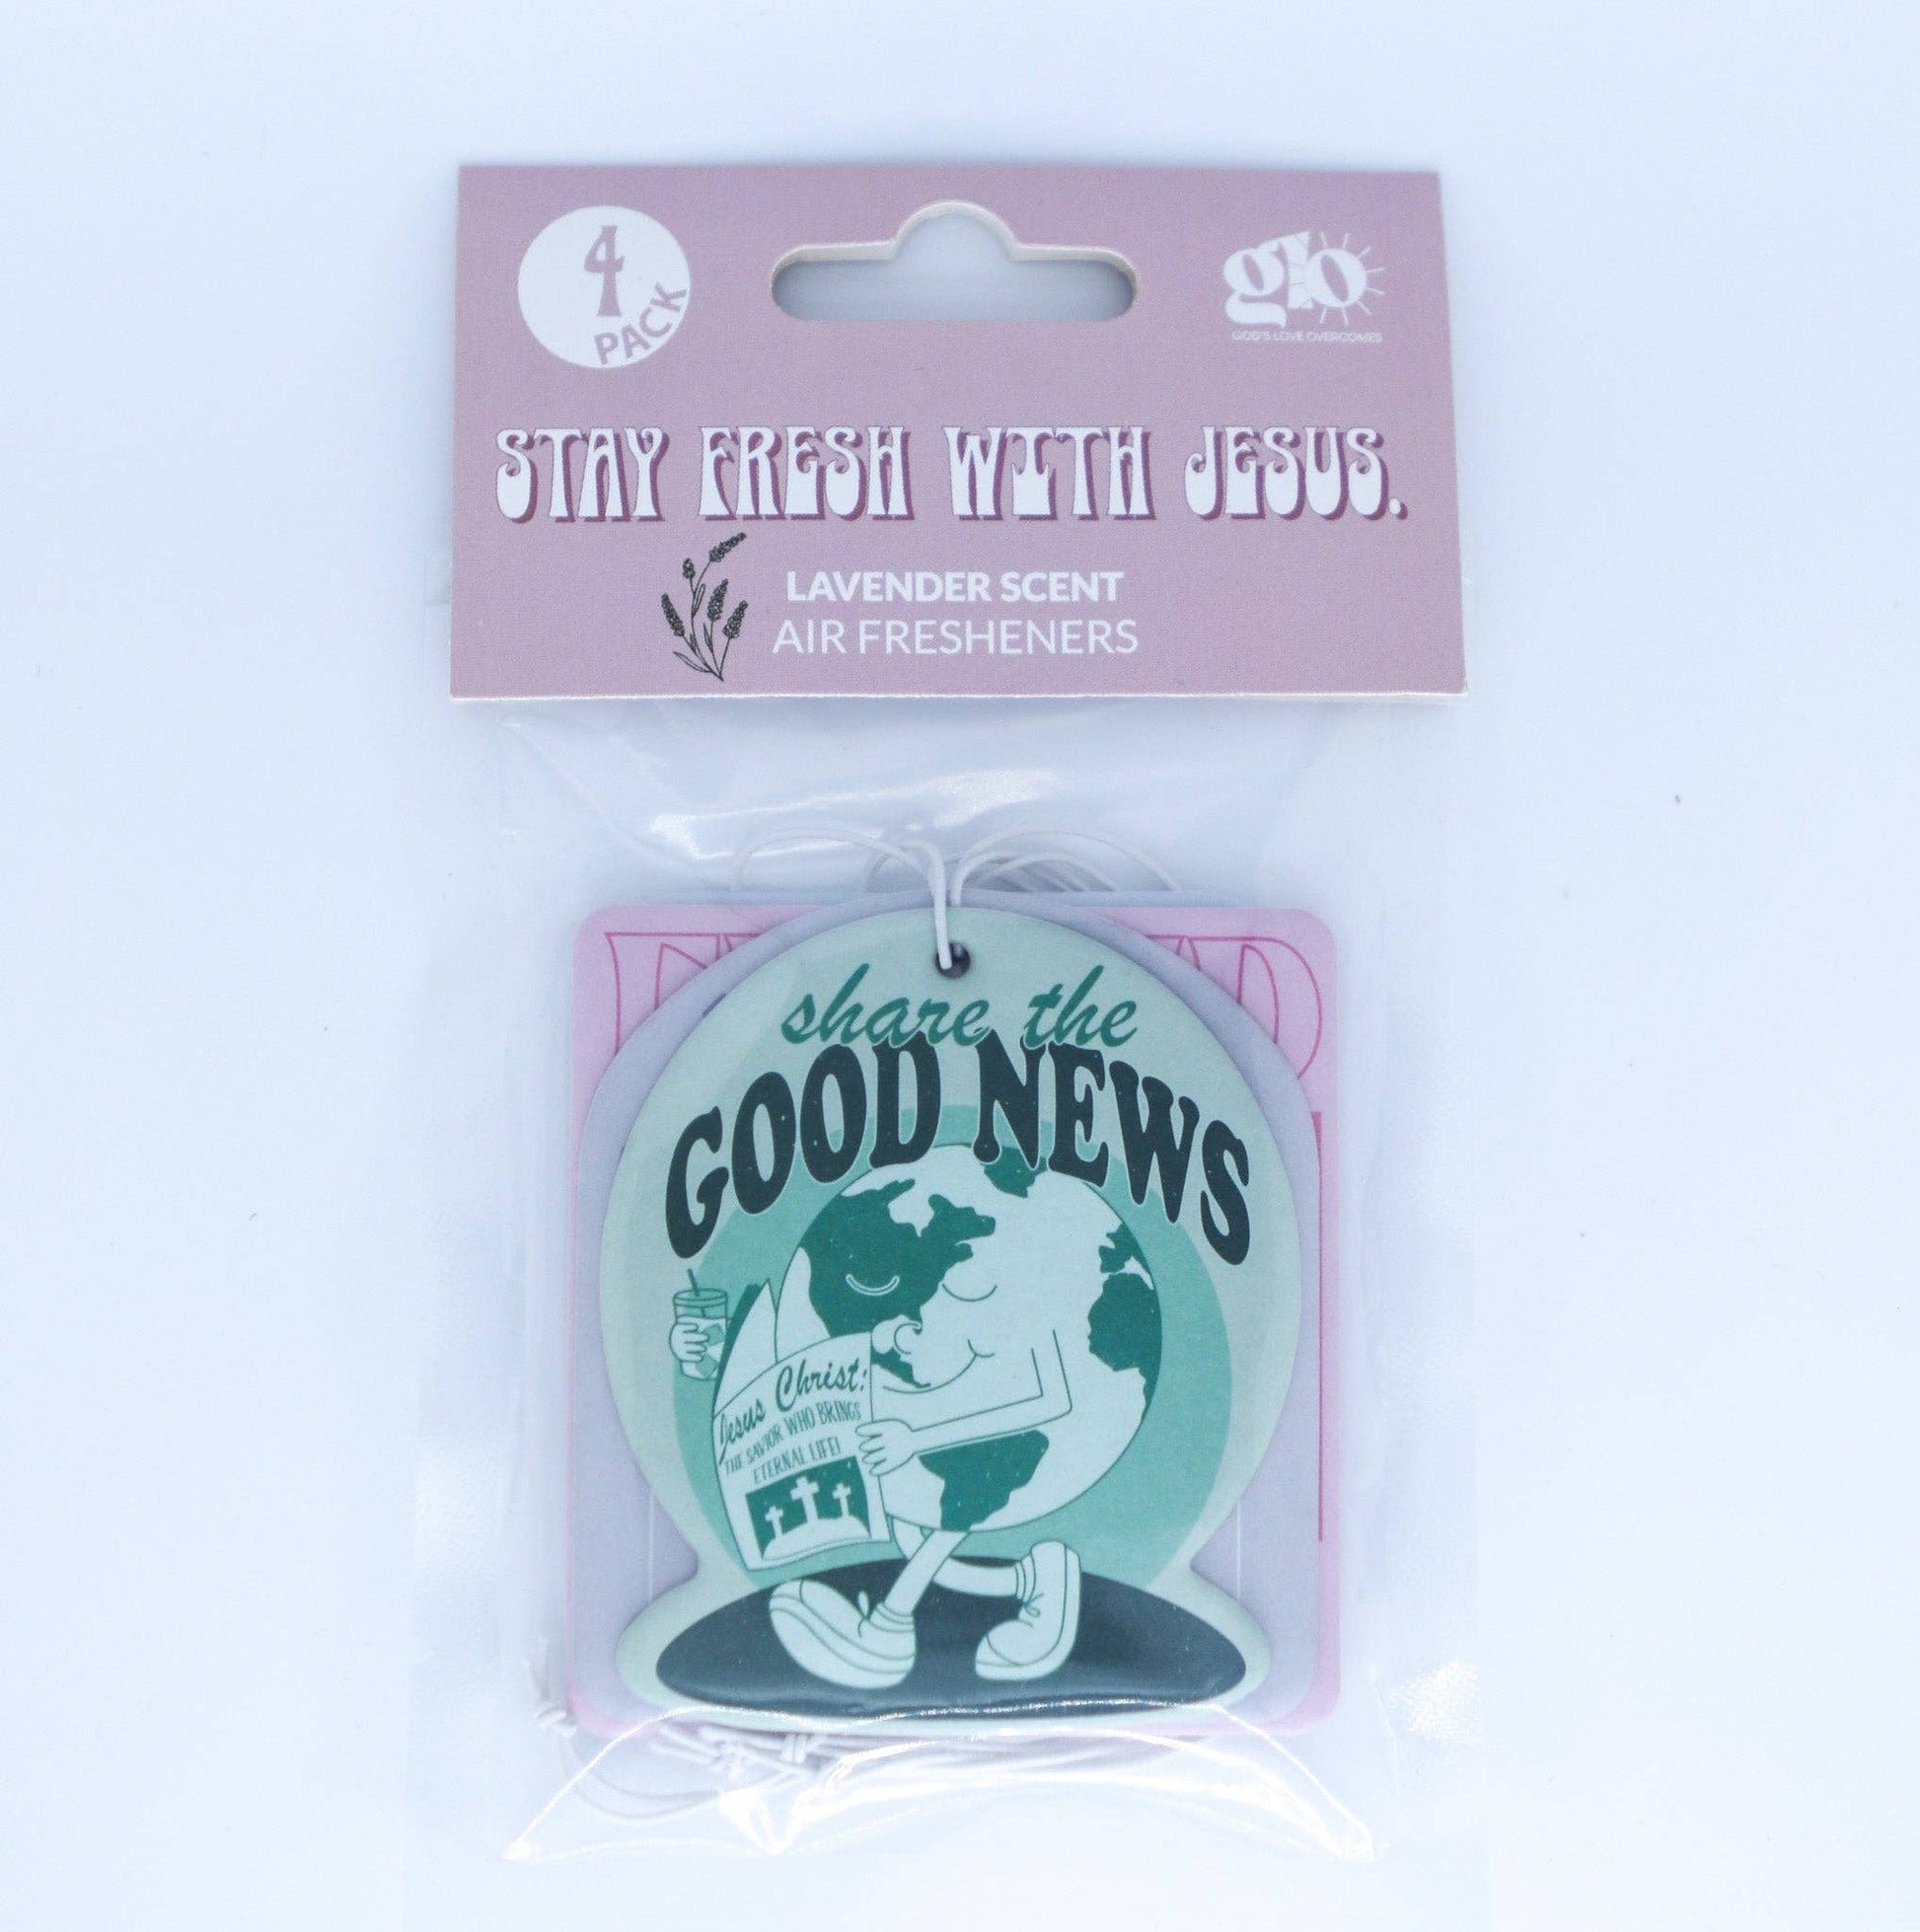 4
PACK
glo
GOD'S LOVE OVERCOMES
STAY FRESH WITH JESUS.
LAVENDER SCENT
AIR FRESHENERS
share the
GOOD NEWS
Jesus Christ:
THE SAVIOR WHO BRINGS
ETERNAL LIFE!